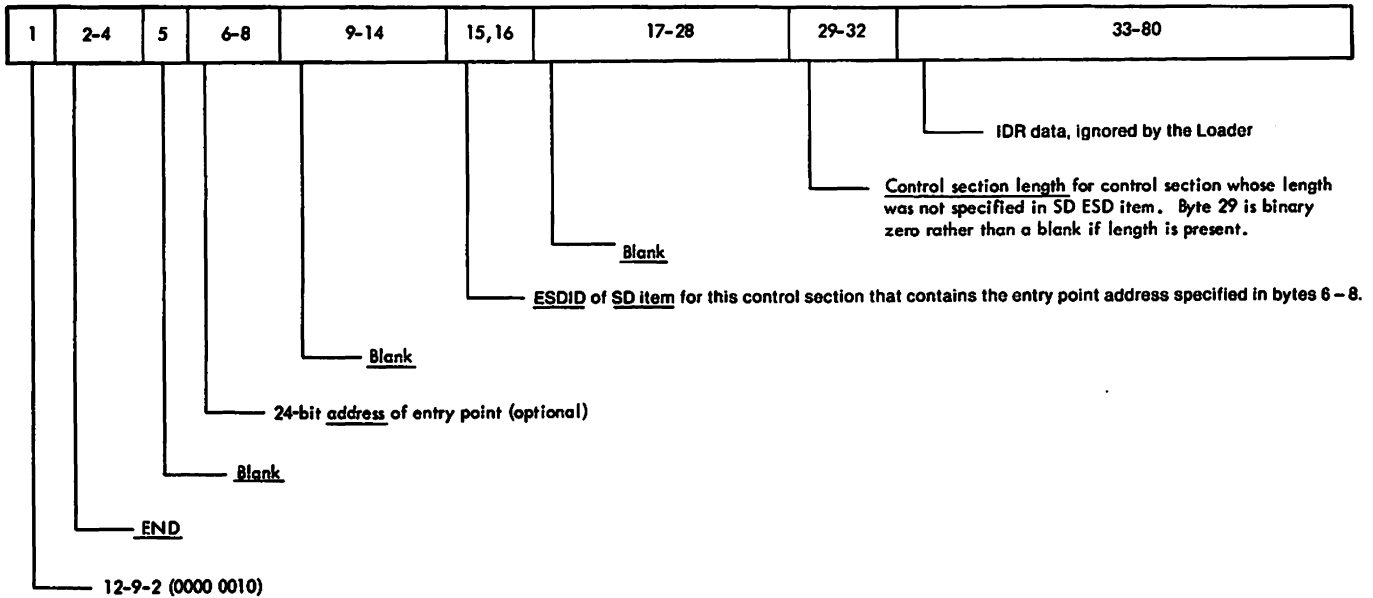 1 2-4 5 6-8 9-14 15,16 17-28 29-32 33-80
IDR data, ignored by the Loader
Control section length for control section whose length
was not specified in SD ESD item. Byte 29 is binary
zero rather than a blank if length is present.
Blank
ESDID of SD item for this control section that contains the entry point address specified in bytes 6–8.
Blank
24-bit address of entry point (optional)
Blank
END
12-9-2 (0000 0010)